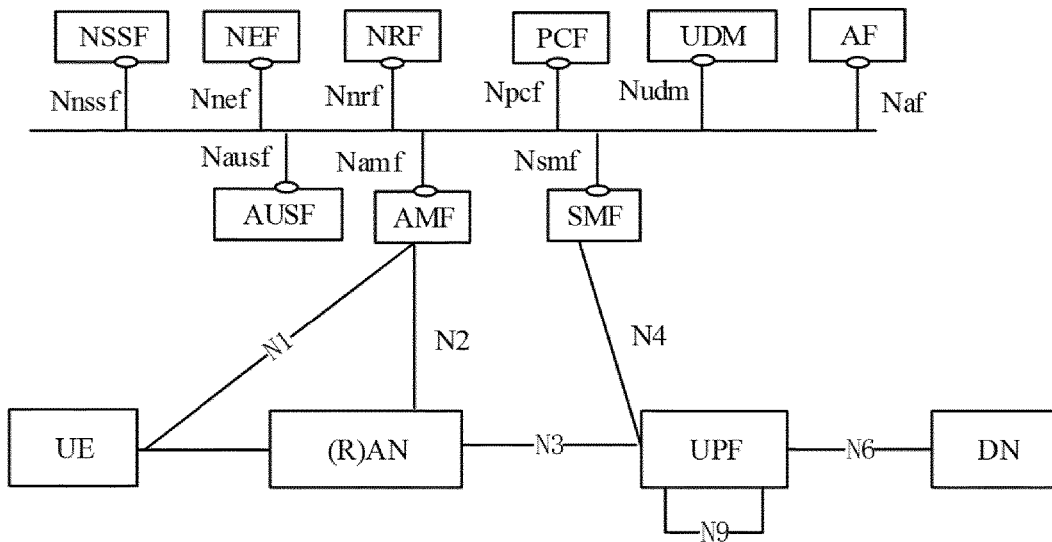 NSSF NEF NRF PCF UDM AF
Nnssf Nnef Nnrf Npcf Nudm Naf
Nausf Namf Nsmf
AUSF AMF SMF
N1 N2 N4
UE (R)AN N3 UPF N6 DN
N9